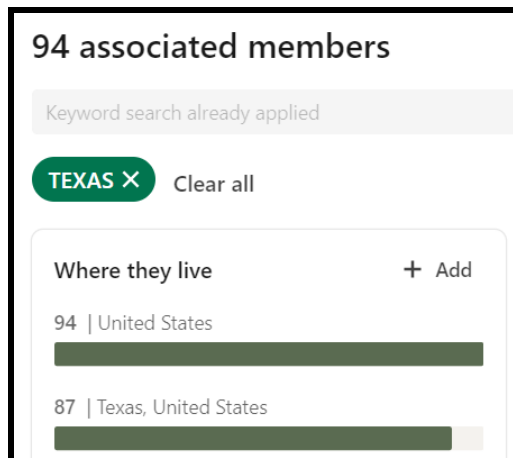 94 associated members
Keyword search already applied
TEXAS ✕ Clear all
Where they live + Add
94 | United States
87 | Texas, United States